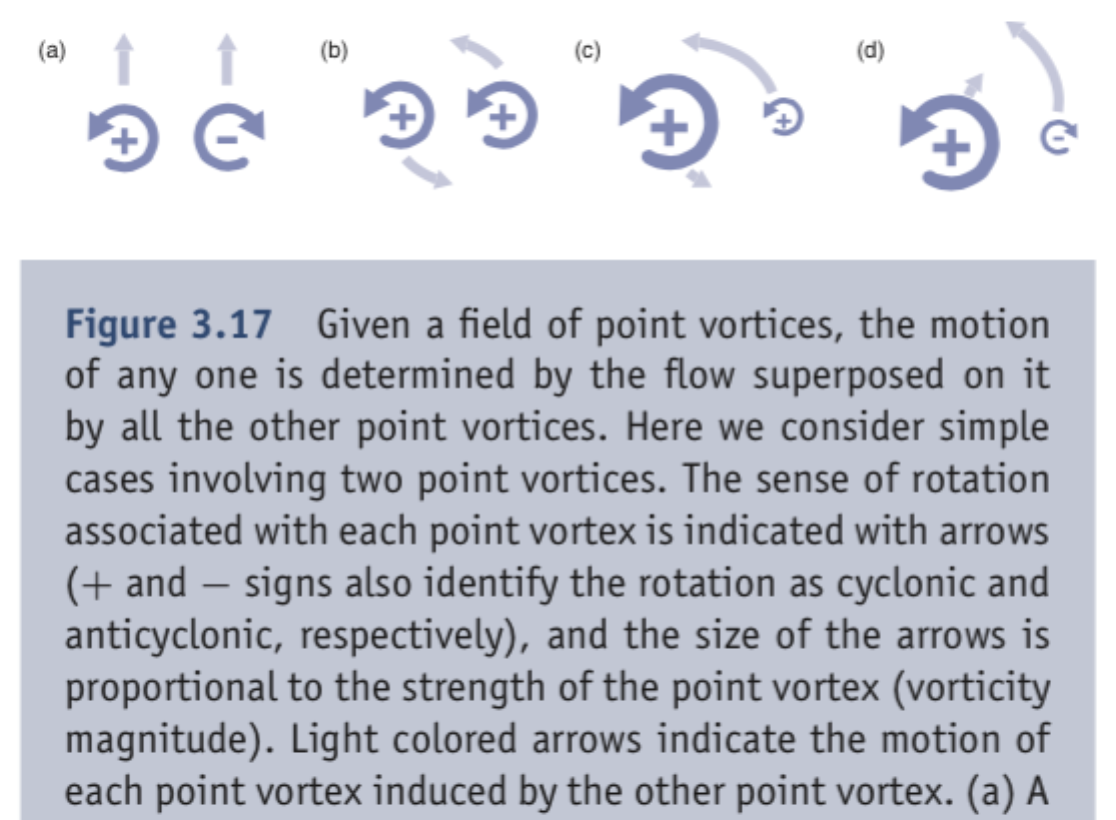 (a) (b) (c) (d)
+ - + + + + + -
Figure 3.17 Given a field of point vortices, the motion
of any one is determined by the flow superposed on it
by all the other point vortices. Here we consider simple
cases involving two point vortices. The sense of rotation
associated with each point vortex is indicated with arrows
(+ and − signs also identify the rotation as cyclonic and
anticyclonic, respectively), and the size of the arrows is
proportional to the strength of the point vortex (vorticity
magnitude). Light colored arrows indicate the motion of
each point vortex induced by the other point vortex. (a) A